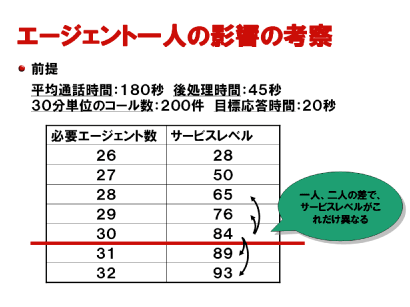 エージェント一人の影響の考察
前提
平均通話時間：180秒 後処理時間：45秒
30分単位のコール数：200件 目標応答時間：20秒
必要エージェント数 サービスレベル
26 28
27 50
28 65
29 76
30 84
31 89
32 93
一人、二人の差で、
サービスレベルがこ
れだけ異なる